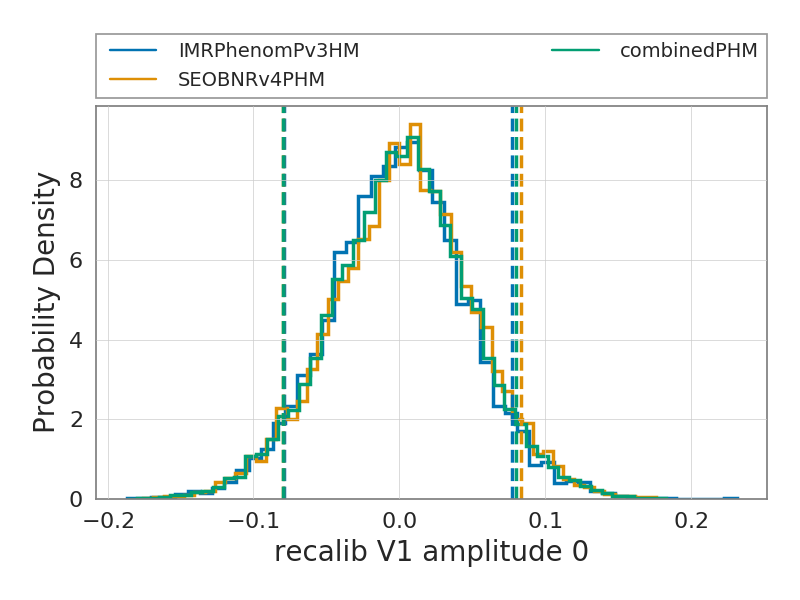 IMRPhenomPv3HM
SEOBNRv4PHM
combinedPHM
Probability Density
8
6
4
2
0
−0.2
−0.1
0.0
0.1
0.2
recalib V1 amplitude 0